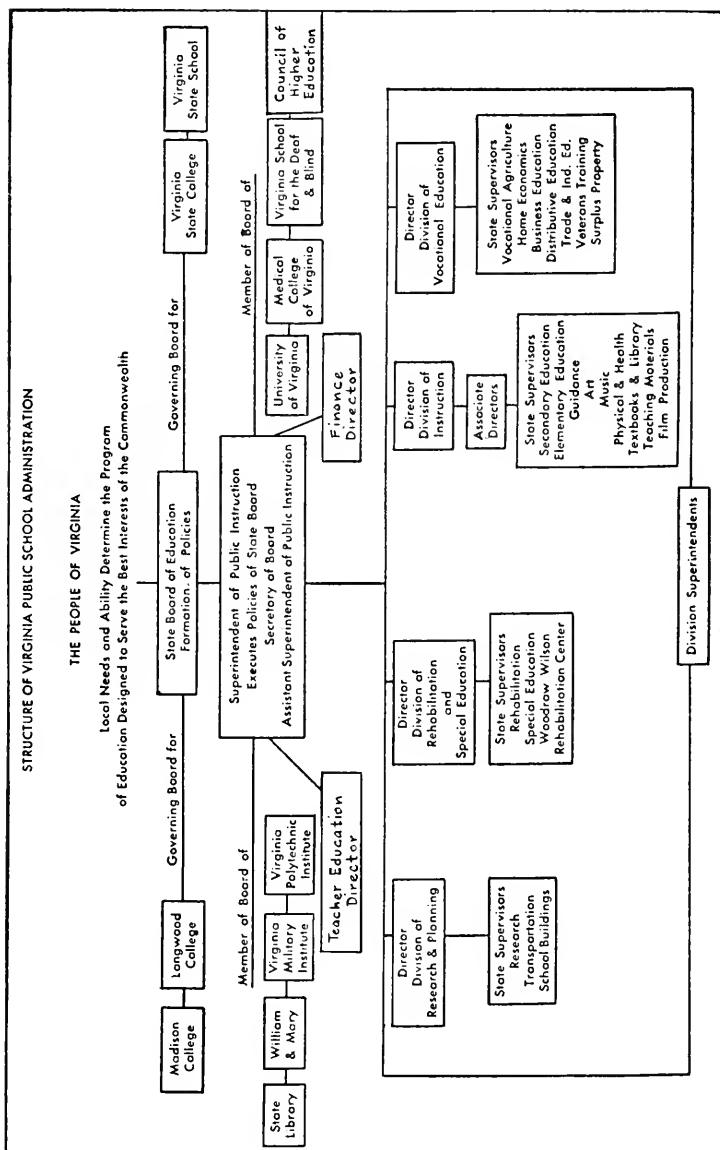 STRUCTURE OF VIRGINIA PUBLIC SCHOOL ADMINISTRATION
THE PEOPLE OF VIRGINIA
Local Needs and Ability Determine the Program
of Education Designed to Serve the Best Interests of the Commonwealth
Madison
College
Longwood
College
Governing Board for
State Board of Education
Formation of Policies
Governing Board for
Virginia
State College
Virginia
State School
Member of Board of
State
Library
William
& Mary
Virginia
Military
Institute
Virginia
Polytechnic
Institute
Superintendent of Public Instruction
Executes Policies of State Board
Secretary of Board
Assistant Superintendent of Public Instruction
Member of Board of
University
of Virginia
Medical
College
of Virginia
Virginia School
for the Deaf
& Blind
Council of
Higher
Education
Teacher Education
Director
Finance
Director
Director
Division of
Research & Planning
State Supervisors
Research
Transportation
School Buildings
Director
Division of
Rehabilitation
and
Special Education
State Supervisors
Rehabilitation
Special Education
Woodrow Wilson
Rehabilitation Center
Director
Division of
Instruction
Associate
Directors
State Supervisors
Secondary Education
Elementary Education
Guidance
Art
Music
Physical & Health
Textbooks & Library
Teaching Materials
Film Production
Director
Division of
Vocational Education
State Supervisors
Vocational Agriculture
Home Economics
Business Education
Distributive Education
Trade & Ind. Ed.
Veterans Training
Surplus Property
Division Superintendents